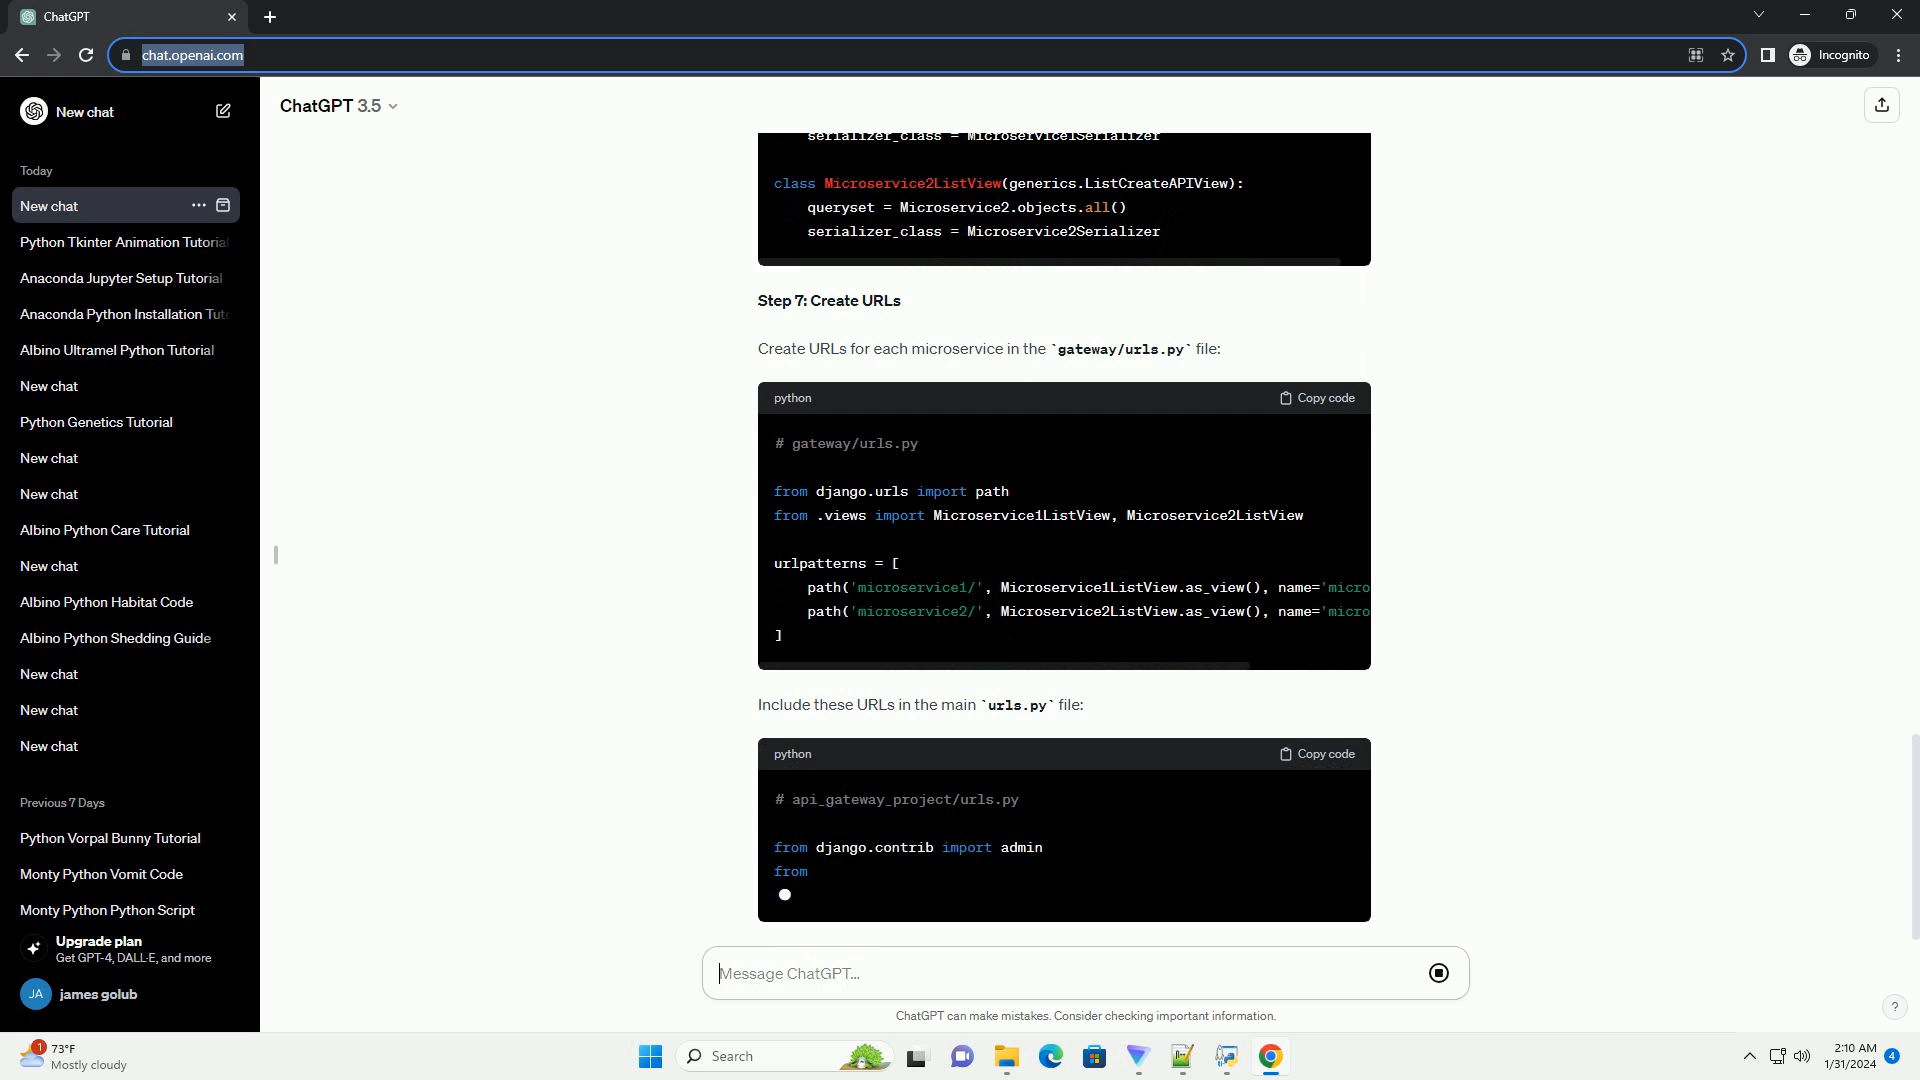 ChatGPT
chat.openai.com
Incognito
New chat
ChatGPT 3.5
Today
New chat
Python Tkinter Animation Tutorial
Anaconda Jupyter Setup Tutorial
Anaconda Python Installation Tuto
Albino Ultramel Python Tutorial
New chat
Python Genetics Tutorial
New chat
New chat
Albino Python Care Tutorial
New chat
Albino Python Habitat Code
Albino Python Shedding Guide
New chat
New chat
New chat
Previous 7 Days
Python Vorpal Bunny Tutorial
Monty Python Vomit Code
Monty Python Python Script
Upgrade plan
Get GPT-4, DALL·E, and more
JA james golub
serializer_class = Microservice1Serializer
class Microservice2ListView(generics.ListCreateAPIView):
queryset = Microservice2.objects.all()
serializer_class = Microservice2Serializer
Step 7: Create URLs
Create URLs for each microservice in the `gateway/urls.py` file:
python Copy code
# gateway/urls.py
from django.urls import path
from .views import Microservice1ListView, Microservice2ListView
urlpatterns = [
path('microservice1/', Microservice1ListView.as_view(), name='micro
path('microservice2/', Microservice2ListView.as_view(), name='micro
]
Include these URLs in the main `urls.py` file:
python Copy code
# api_gateway_project/urls.py
from django.contrib import admin
from
Message ChatGPT...
ChatGPT can make mistakes. Consider checking important information.
?
1
73°F
Mostly cloudy
Search
2:10 AM
1/31/2024
4